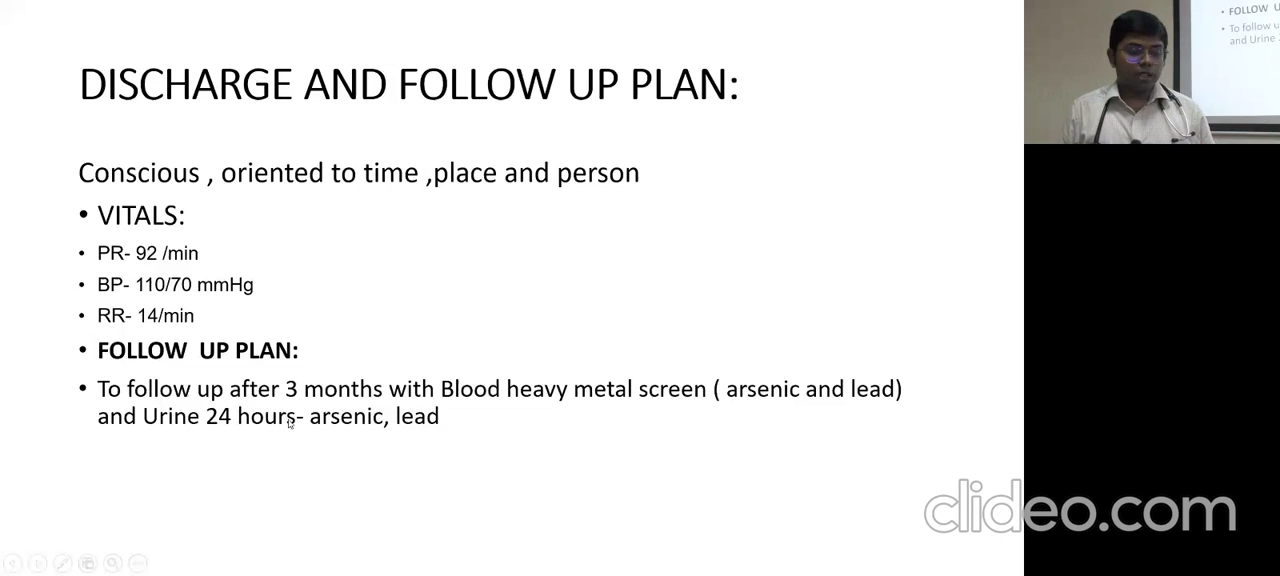 DISCHARGE AND FOLLOW UP PLAN:
Conscious , oriented to time ,place and person
• VITALS:
• PR- 92 /min
• BP- 110/70 mmHg
• RR- 14/min
• FOLLOW  UP PLAN:
• To follow up after 3 months with Blood heavy metal screen ( arsenic and lead)
and Urine 24 hours- arsenic, lead
• FOLLOW U
• To follow u
and Urine
clideo.com